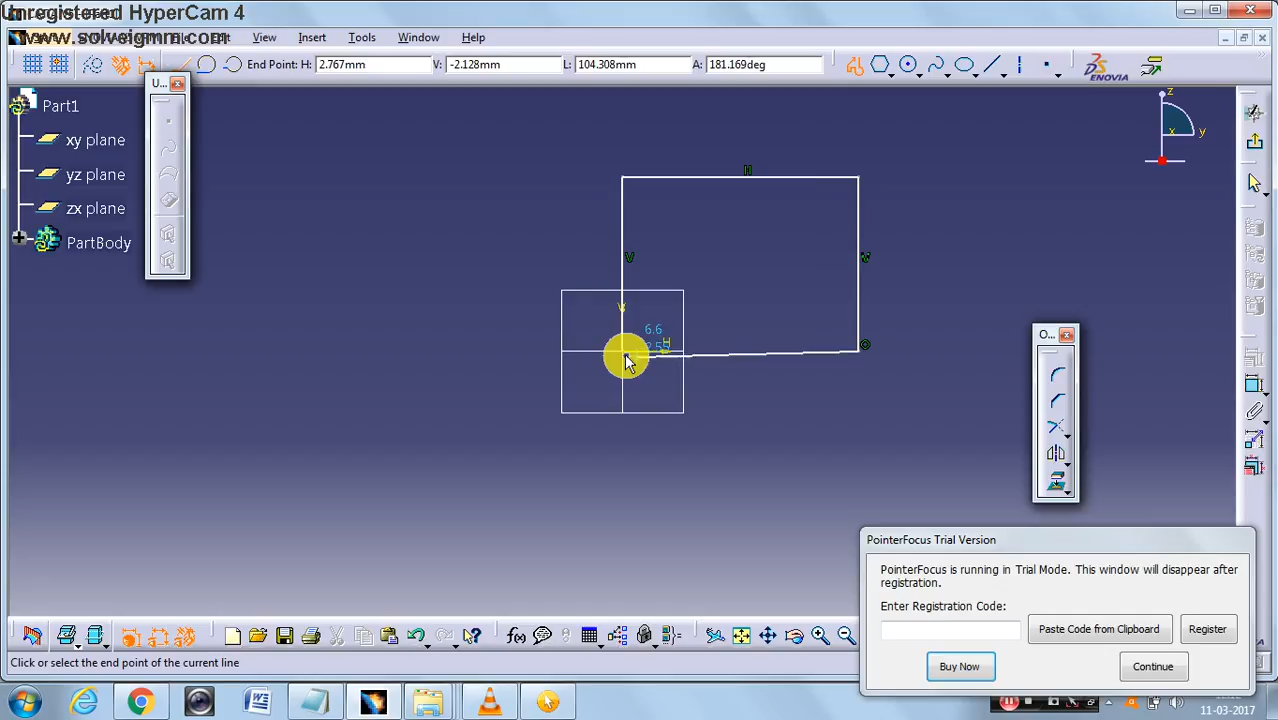 Unregistered HyperCam 4
www.solveigmm.com
View Insert Tools Window Help
End Point: H: 2.767mm V: -2.128mm L: 104.308mm A: 181.169deg
ENOVIA
U...
Part1
xy plane
yz plane
zx plane
PartBody
z
x
y
H
V
V
V
6.6
H
O...
PointerFocus Trial Version
PointerFocus is running in Trial Mode. This window will disappear after
registration.
Enter Registration Code:
Paste Code from Clipboard Register
Buy Now Continue
f(x)
Click or select the end point of the current line
11-03-2017